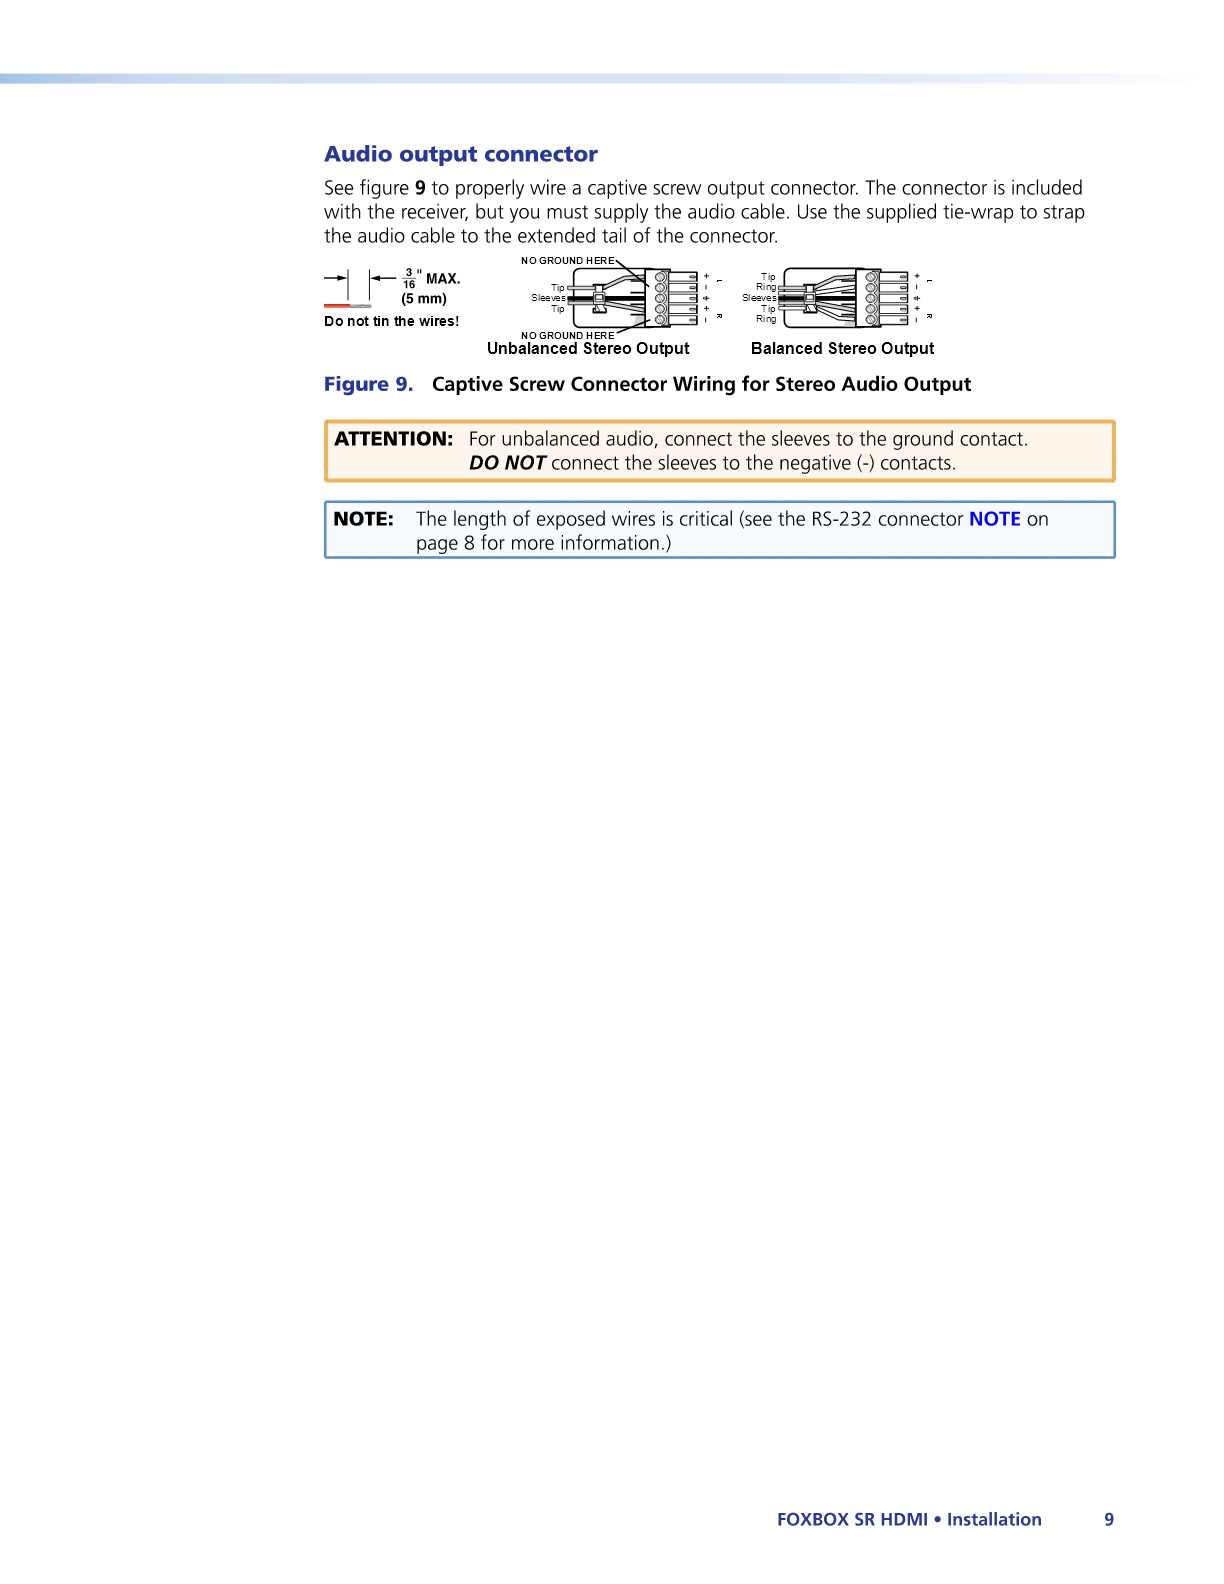 Audio output connector
See figure 9 to properly wire a captive screw output connector. The connector is included
with the receiver, but you must supply the audio cable. Use the supplied tie-wrap to strap
the audio cable to the extended tail of the connector.
3/16" MAX.
(5 mm)
Do not tin the wires!
NO GROUND HERE
Tip
Sleeves
Tip
NO GROUND HERE
+
–
+
–
L
R
Unbalanced Stereo Output
Tip
Ring
Sleeves
Tip
Ring
+
–
+
–
L
R
Balanced Stereo Output
Figure 9. Captive Screw Connector Wiring for Stereo Audio Output
ATTENTION: For unbalanced audio, connect the sleeves to the ground contact.
DO NOT connect the sleeves to the negative (-) contacts.
NOTE: The length of exposed wires is critical (see the RS-232 connector NOTE on
page 8 for more information.)
FOXBOX SR HDMI • Installation 9